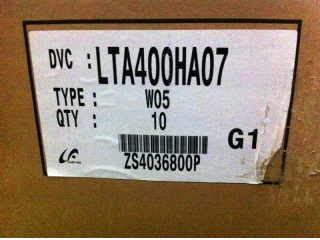 DVC : LTA400HA07
TYPE : W05
QTY : 10
G1
ZS4036800P